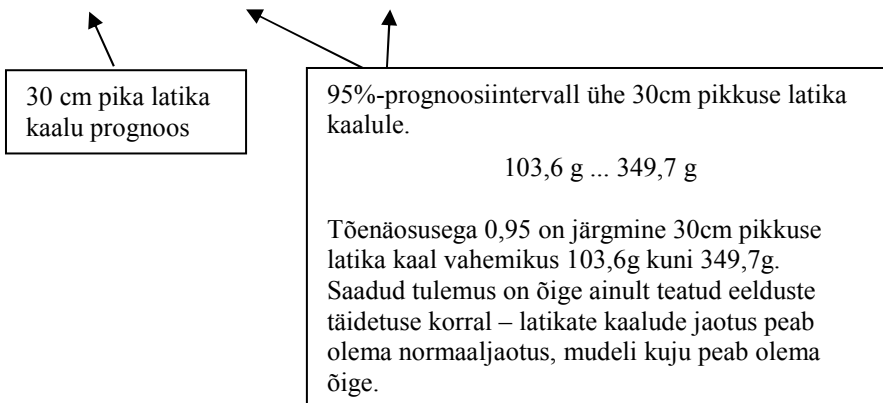 30 cm pika latika
kaalu prognoos
95%-prognoosiintervall ühe 30cm pikkuse latika
kaalule.
103,6 g ... 349,7 g
Tõenäosusega 0,95 on järgmine 30cm pikkuse
latika kaal vahemikus 103,6g kuni 349,7g.
Saadud tulemus on õige ainult teatud eelduste
täidetuse korral – latikate kaalude jaotus peab
olema normaaljaotus, mudeli kuju peab olema
õige.